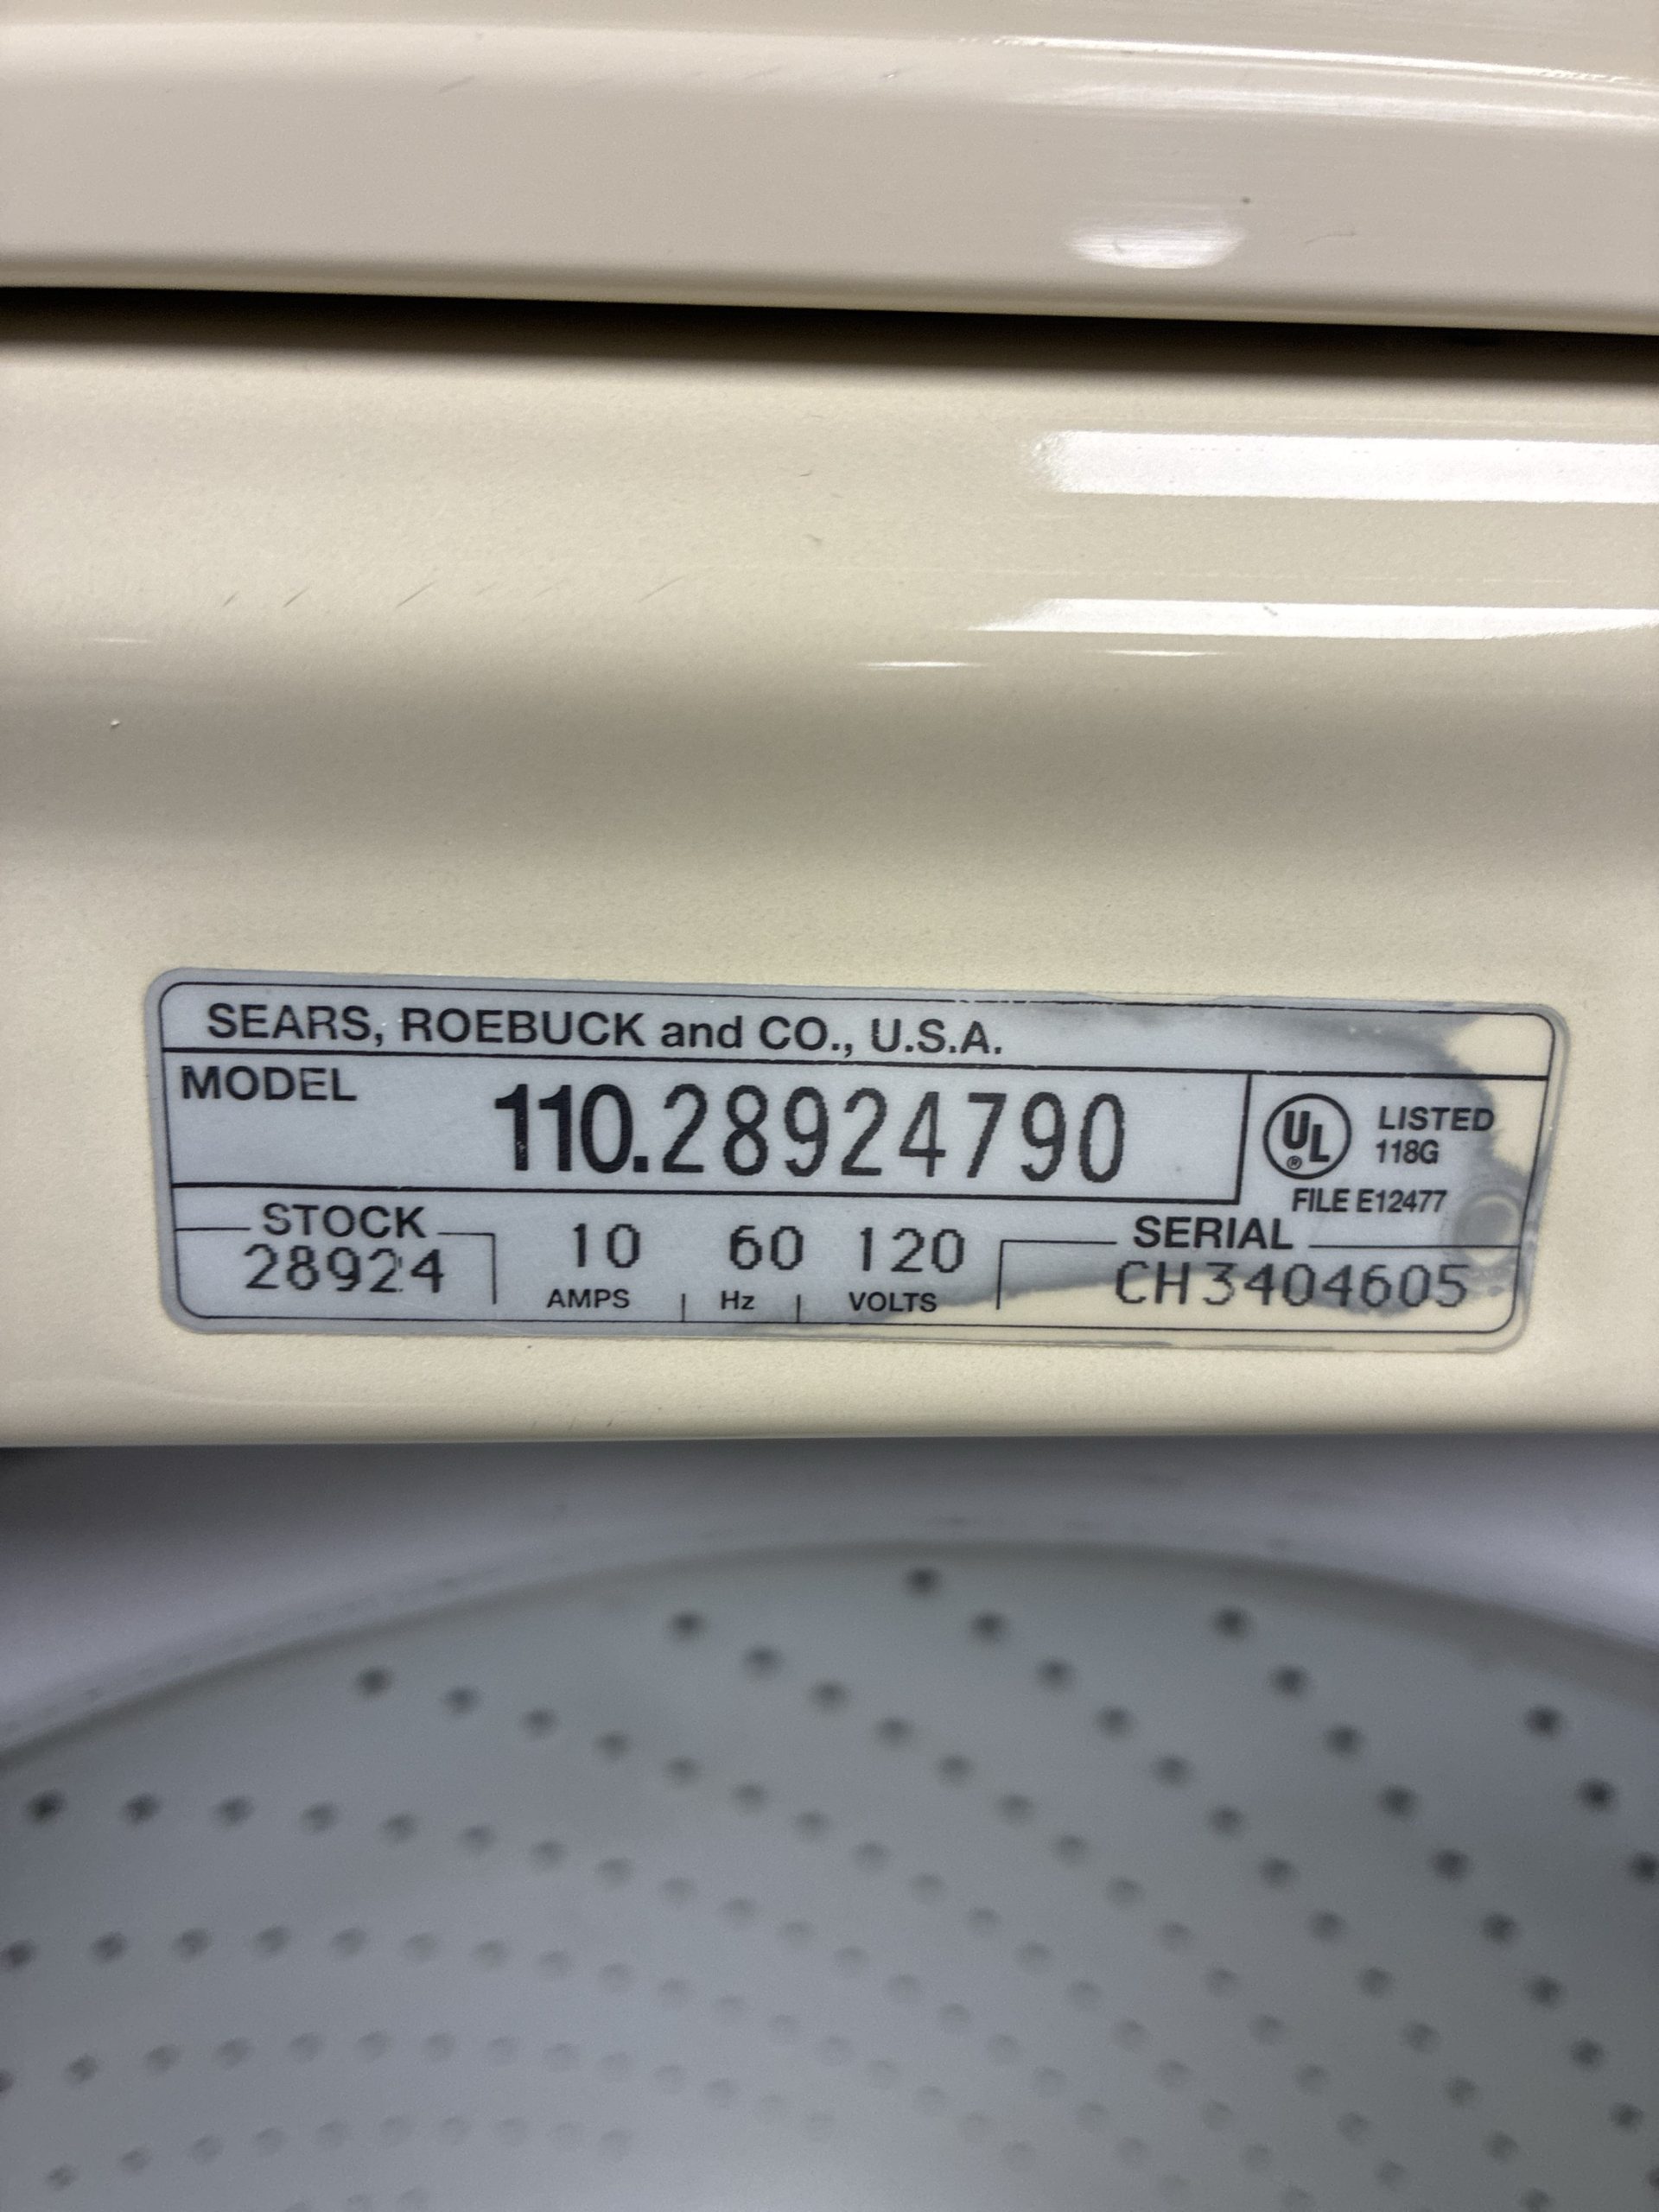 SEARS, ROEBUCK and CO., U.S.A.
MODEL 110.28924790
UL ® LISTED
118G
FILE E12477
STOCK
28924
10 60 120
AMPS Hz VOLTS
SERIAL
CH3404605